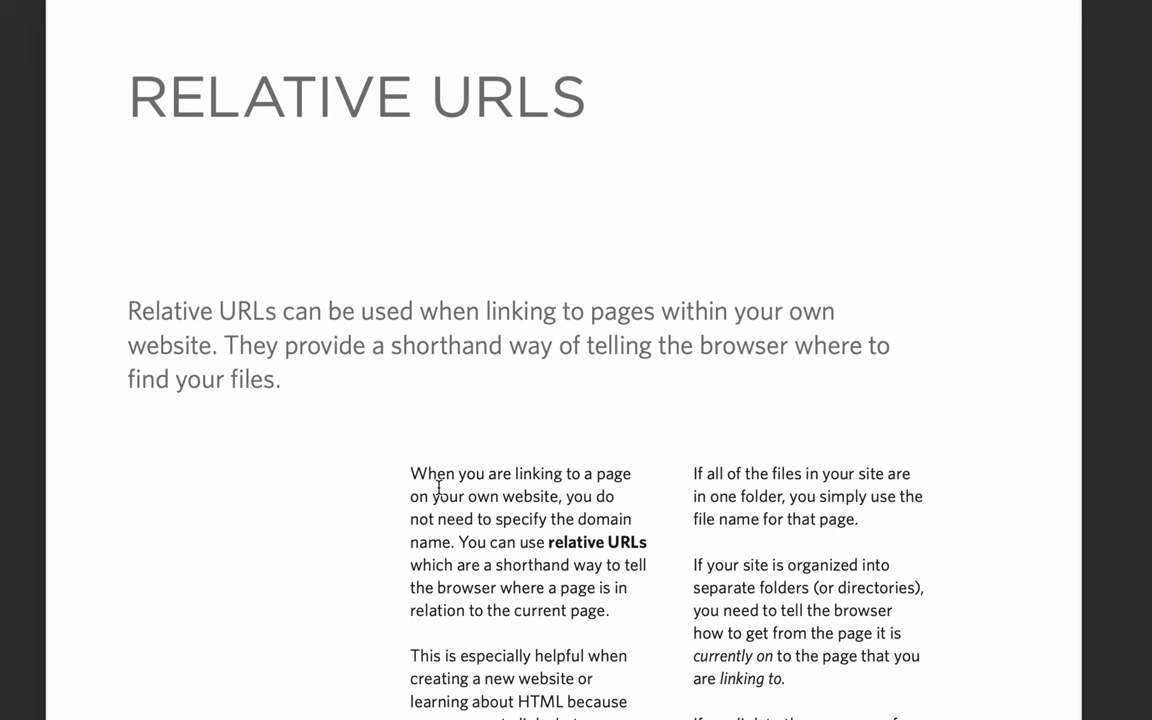 RELATIVE URLS
Relative URLs can be used when linking to pages within your own
website. They provide a shorthand way of telling the browser where to
find your files.
When you are linking to a page
on your own website, you do
not need to specify the domain
name. You can use relative URLs
which are a shorthand way to tell
the browser where a page is in
relation to the current page.
This is especially helpful when
creating a new website or
learning about HTML because
If all of the files in your site are
in one folder, you simply use the
file name for that page.
If your site is organized into
separate folders (or directories),
you need to tell the browser
how to get from the page it is
currently on to the page that you
are linking to.